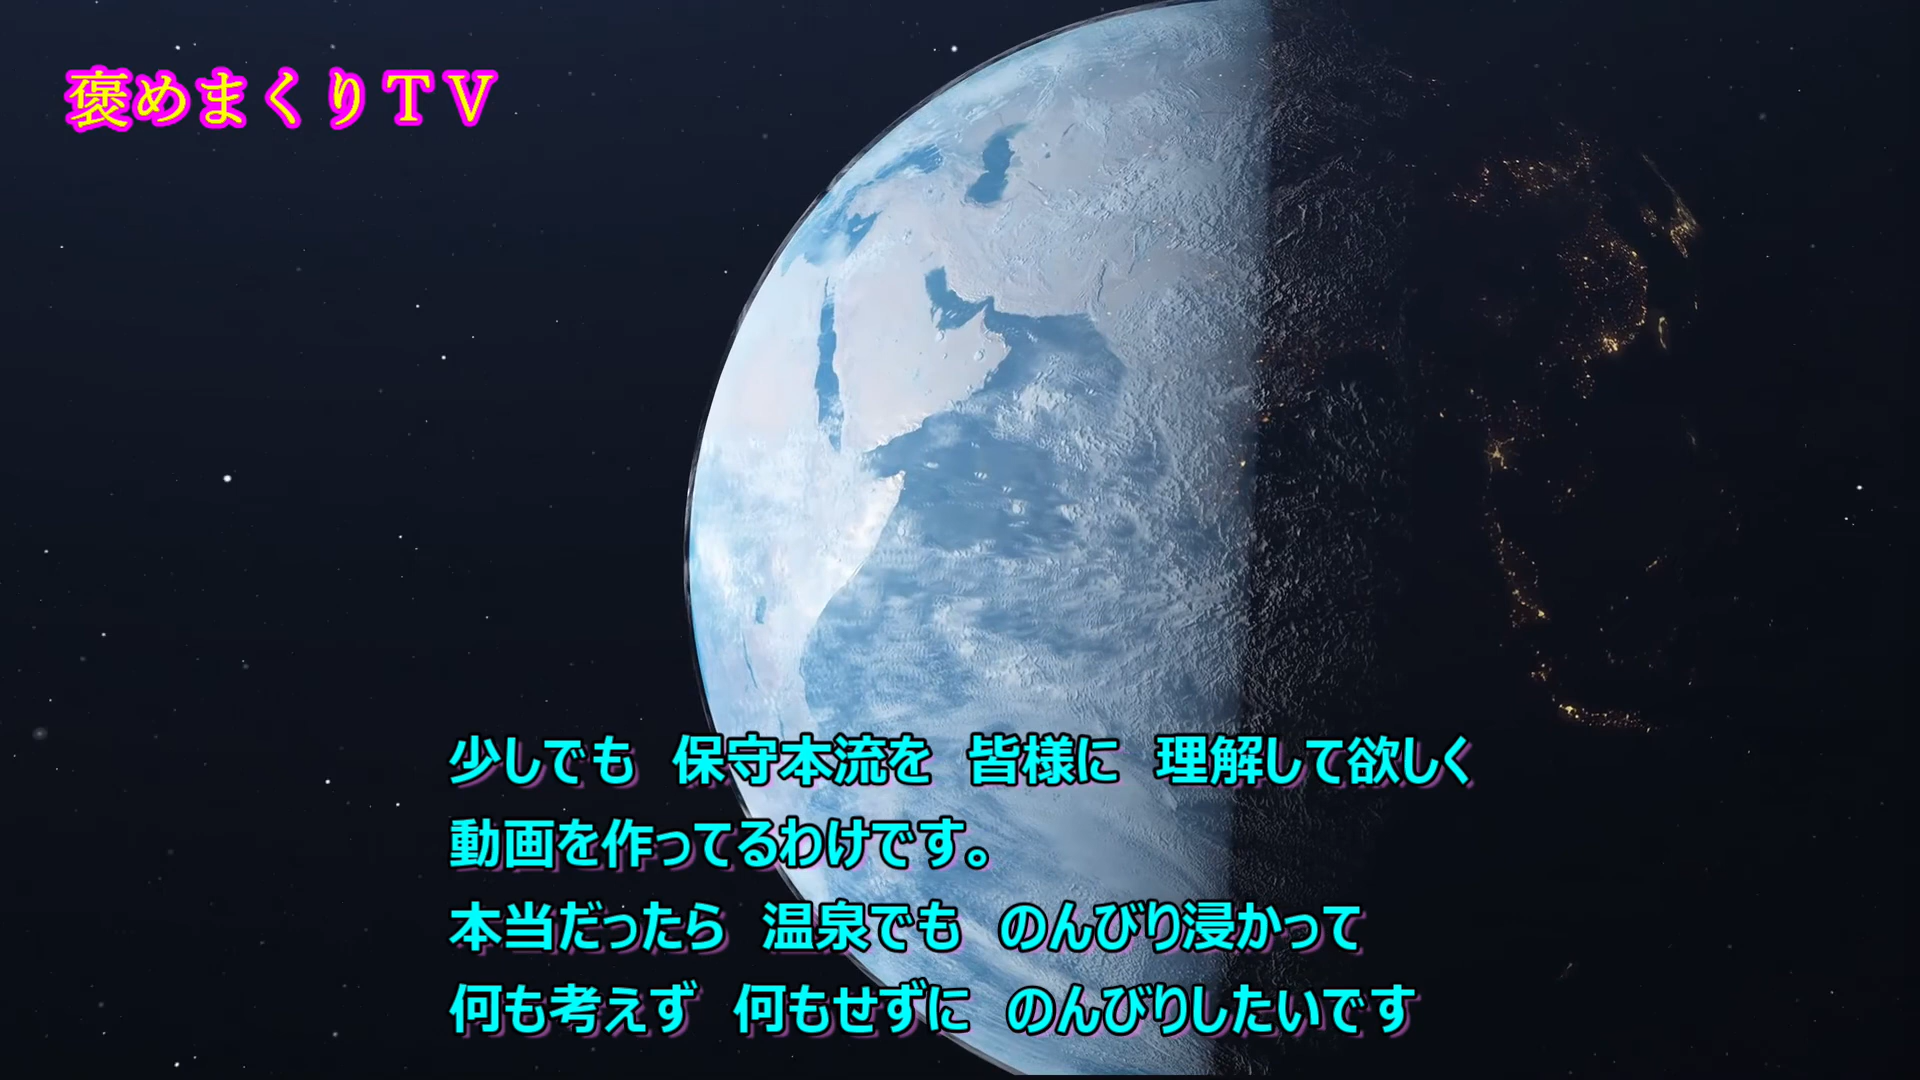 褒めまくりTV
少しでも　保守本流を　皆様に　理解して欲しく
動画を作ってるわけです。
本当だったら　温泉でも　のんびり浸かって
何も考えず　何もせずに　のんびりしたいです